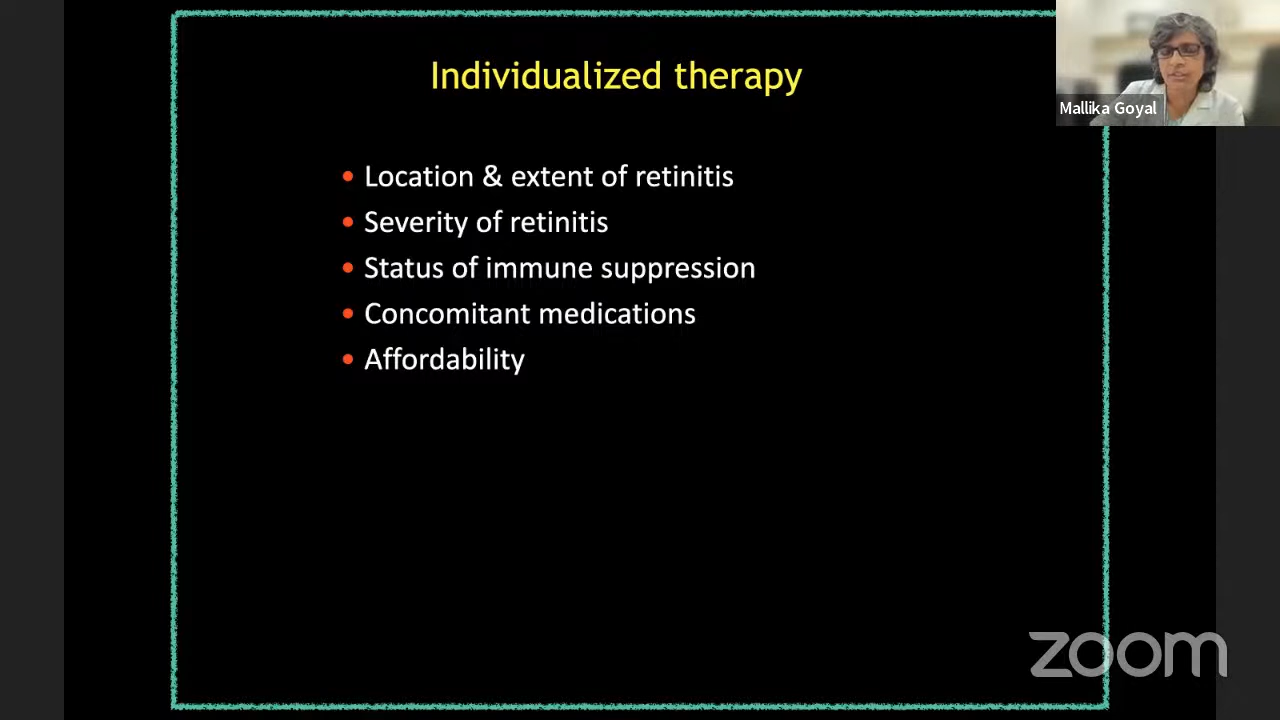 Individualized therapy
Mallika Goyal
• Location & extent of retinitis
• Severity of retinitis
• Status of immune suppression
• Concomitant medications
• Affordability
zoom